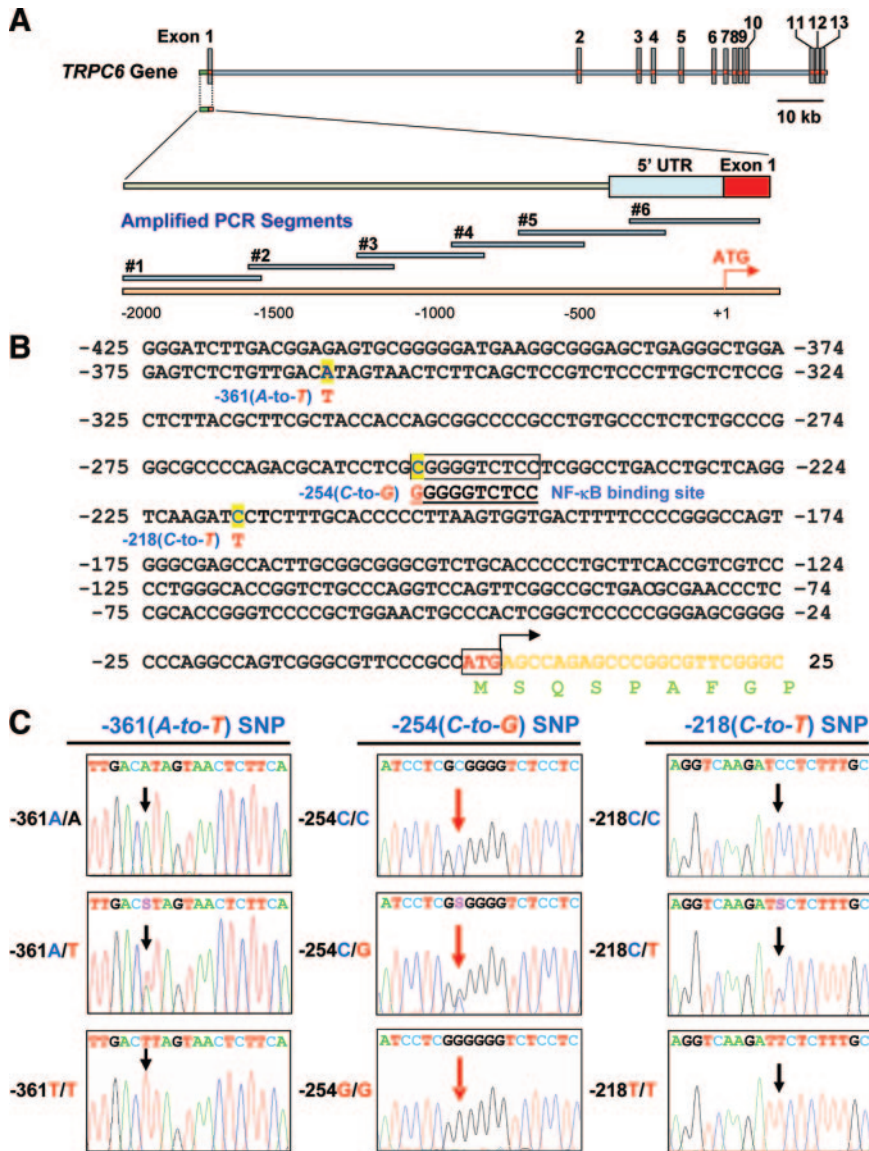 A
Exon 1
2 3 4 5 6 7 8 9 10 11 12 13
TRPC6 Gene
10 kb
5' UTR Exon 1
Amplified PCR Segments
#6
#5
#4
#3
#2
#1
ATG
-2000 -1500 -1000 -500 +1
B
-425 GGGATCTTGACGGAGAGTGCGGGGGATGAAGGCGGGAGCTGAGGGCTGGA -374
-375 GAGTCTCTGTTGACATAGTAACTCTTCAGCTCCGTCTCCCTTGCTCTCCG -324
-361(A-to-T) T
-325 CTCTTACGCTTCGCTACCACCAGCGGCCCCGCCTGTGCCCTCTCTGCCCG -274
-275 GGCGCCCCAGACGCATCCTCGCGGGGTCTCCTCGGCCTGACCTGCTCAGG -224
-254(C-to-G) GGGGGTCTCC NF-κB binding site
-225 TCAAGATCCTCTTTGCACCCCCTTAAGTGGTGACTTTTCCCCGGGCCAGT -174
-218(C-to-T) T
-175 GGGCGAGCCACTTGCGGCGGGCGTCTGCACCCCCTGCTTCACCGTCGTCC -124
-125 CCTGGGCACCGGTCTGCCCAGGTCCAGTTCGGCCGCTGACGCGAACCCTC -74
-75 CGCACCGGGTCCCCGCTGGAACTGCCCACTCGGCTCCCCCGGGAGCGGGG -24
-25 CCCAGGCCAGTCGGGCGTTCCCGCCATGAGCCAGAGCCCGGCGTTCGGGC 25
M S Q S P A F G P
C
-361(A-to-T) SNP -254(C-to-G) SNP -218(C-to-T) SNP
TTGACATAGTAACTCTTCA ATCCTCGCGGGGTCTCCTC AGGTCAAGATCCTCTTTGC
-361A/A -254C/C -218C/C
TTGACSTAGTAACTCTTCA ATCCTCGSGGGGTCTCCTC AGGTCAAGATSCTCTTTGC
-361A/T -254C/G -218C/T
TTGACTTAGTAACTCTTCA ATCCTCGGGGGGTCTCCTC AGGTCAAGATTCTCTTTGC
-361T/T -254G/G -218T/T